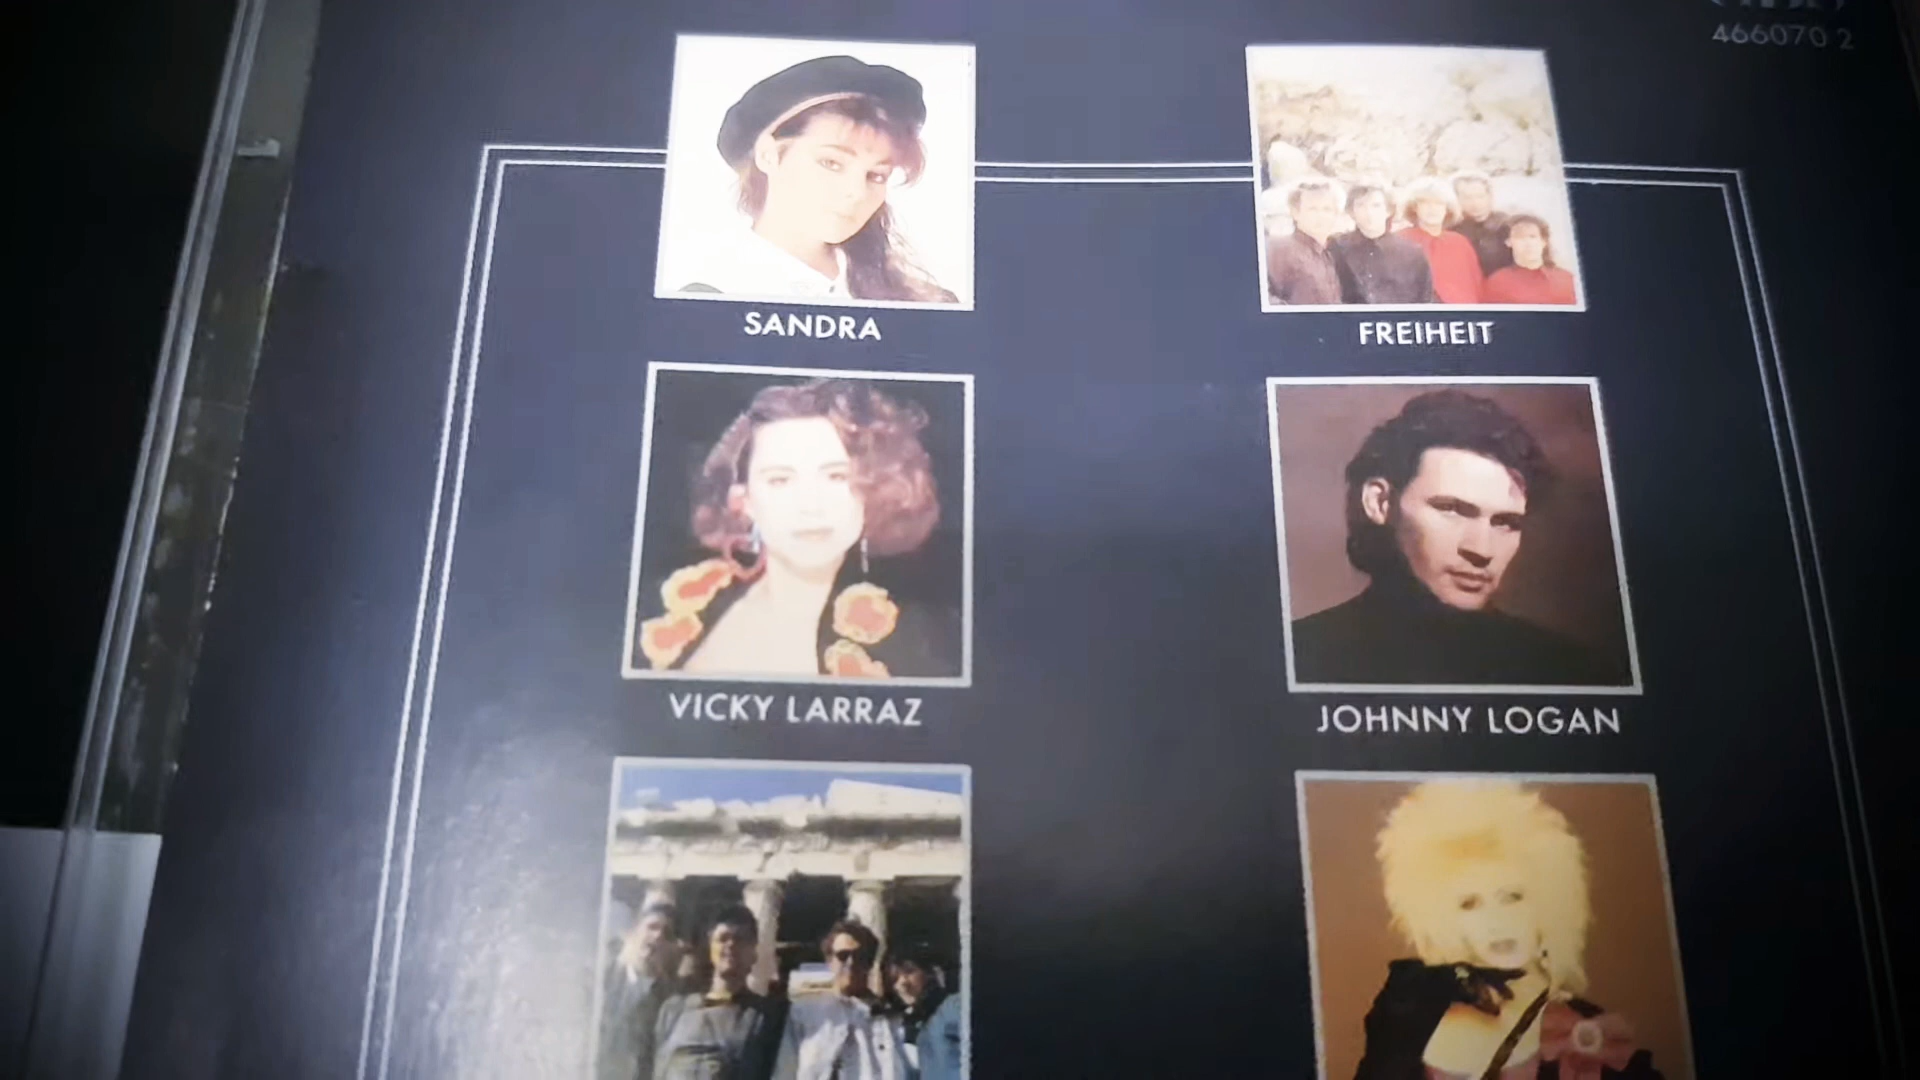 466070 2
SANDRA
FREIHEIT
VICKY LARRAZ
JOHNNY LOGAN